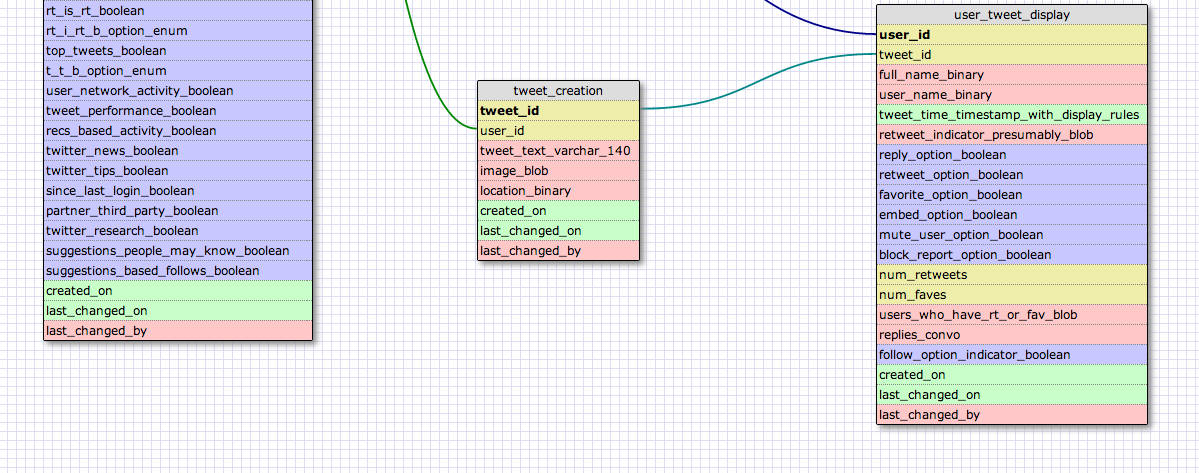 rt_is_rt_boolean
rt_i_rt_b_option_enum
top_tweets_boolean
t_t_b_option_enum
user_network_activity_boolean
tweet_performance_boolean
recs_based_activity_boolean
twitter_news_boolean
twitter_tips_boolean
since_last_login_boolean
partner_third_party_boolean
twitter_research_boolean
suggestions_people_may_know_boolean
suggestions_based_follows_boolean
created_on
last_changed_on
last_changed_by
tweet_creation
tweet_id
user_id
tweet_text_varchar_140
image_blob
location_binary
created_on
last_changed_on
last_changed_by
user_tweet_display
user_id
tweet_id
full_name_binary
user_name_binary
tweet_time_timestamp_with_display_rules
retweet_indicator_presumably_blob
reply_option_boolean
retweet_option_boolean
favorite_option_boolean
embed_option_boolean
mute_user_option_boolean
block_report_option_boolean
num_retweets
num_faves
users_who_have_rt_or_fav_blob
replies_convo
follow_option_indicator_boolean
created_on
last_changed_on
last_changed_by